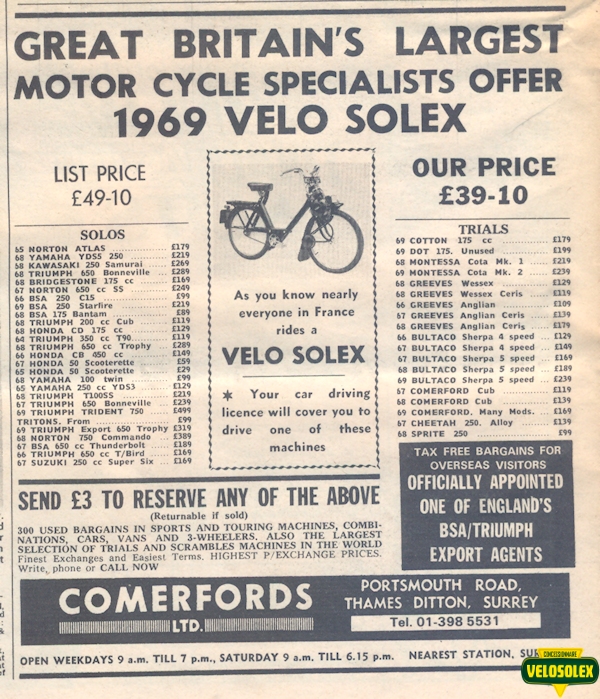 GREAT BRITAIN'S LARGEST
MOTOR CYCLE SPECIALISTS OFFER
1969 VELO SOLEX
LIST PRICE
£49-10
SOLOS
65 NORTON ATLAS ........ £179
68 YAMAHA YDS5 250 ........ £219
68 KAWASAKI 250 Samurai ... £269
68 TRIUMPH 650 Bonneville ... £289
68 BRIDGESTONE 175 cc ...... £169
67 NORTON 650 cc SS ...... £249
66 BSA 250 C15 ...... £99
69 BSA 250 Starfire ...... £219
68 BSA 175 Bantam ...... £89
68 TRIUMPH 200 cc Cub ...... £119
68 HONDA CD 175 cc ...... £129
64 TRIUMPH 350 cc T90 ...... £119
68 TRIUMPH 650 cc Trophy ... £289
66 HONDA CB 450 cc ...... £149
67 HONDA 50 Scooterette ...... £59
65 HONDA 50 Scooterette ...... £29
68 YAMAHA 100 twin ...... £99
65 YAMAHA 250 cc YDS3 ...... £129
68 TRIUMPH T100SS ...... £219
67 TRIUMPH 650 Bonneville ... £239
69 TRIUMPH TRIDENT 750 ...... £499
TRITONS. From ...... £99
69 TRIUMPH Export 650 Trophy £319
68 NORTON 750 Commando ... £389
67 BSA 650 cc Thunderbolt ... £189
66 TRIUMPH 650 cc T/Bird ... £169
67 SUZUKI 250 cc Super Six ... £169
As you know nearly
everyone in France
rides a
VELO SOLEX
* Your car driving
licence will cover you to
drive one of these
machines
OUR PRICE
£39-10
TRIALS
69 COTTON 175 cc ...... £179
69 DOT 175. Unused ...... £199
68 MONTESSA Cota Mk. 1 ... £219
69 MONTESSA Cota Mk. 2 ... £239
68 GREEVES Wessex ...... £129
68 GREEVES Wessex Ceris ... £119
66 GREEVES Anglian ...... £109
67 GREEVES Anglian Ceris ... £139
68 GREEVES Anglian Ceris ... £179
66 BULTACO Sherpa 4 speed ... £129
67 BULTACO Sherpa 4 speed ... £149
67 BULTACO Sherpa 5 speed ... £169
68 BULTACO Sherpa 5 speed ... £189
69 BULTACO Sherpa 5 speed ... £239
67 COMERFORD Cub ...... £119
68 COMERFORD Cub ...... £139
69 COMERFORD. Many Mods. ... £169
67 CHEETAH 250. Alloy ...... £139
68 SPRITE 250 ...... £99
SEND £3 TO RESERVE ANY OF THE ABOVE
(Returnable if sold)
300 USED BARGAINS IN SPORTS AND TOURING MACHINES, COMBI-
NATIONS, CARS, VANS AND 3-WHEELERS. ALSO THE LARGEST
SELECTION OF TRIALS AND SCRAMBLES MACHINES IN THE WORLD
Finest Exchanges and Easiest Terms. HIGHEST P/EXCHANGE PRICES.
Write, phone or CALL NOW
TAX FREE BARGAINS FOR
OVERSEAS VISITORS
OFFICIALLY APPOINTED
ONE OF ENGLAND'S
BSA/TRIUMPH
EXPORT AGENTS
COMERFORDS
LTD.
PORTSMOUTH ROAD,
THAMES DITTON, SURREY
Tel. 01-398 5531
OPEN WEEKDAYS 9 a.m. TILL 7 p.m., SATURDAY 9 a.m. TILL 6.15 p.m. NEAREST STATION, SUR
CONCESSIONNAIRE
VELOSOLEX